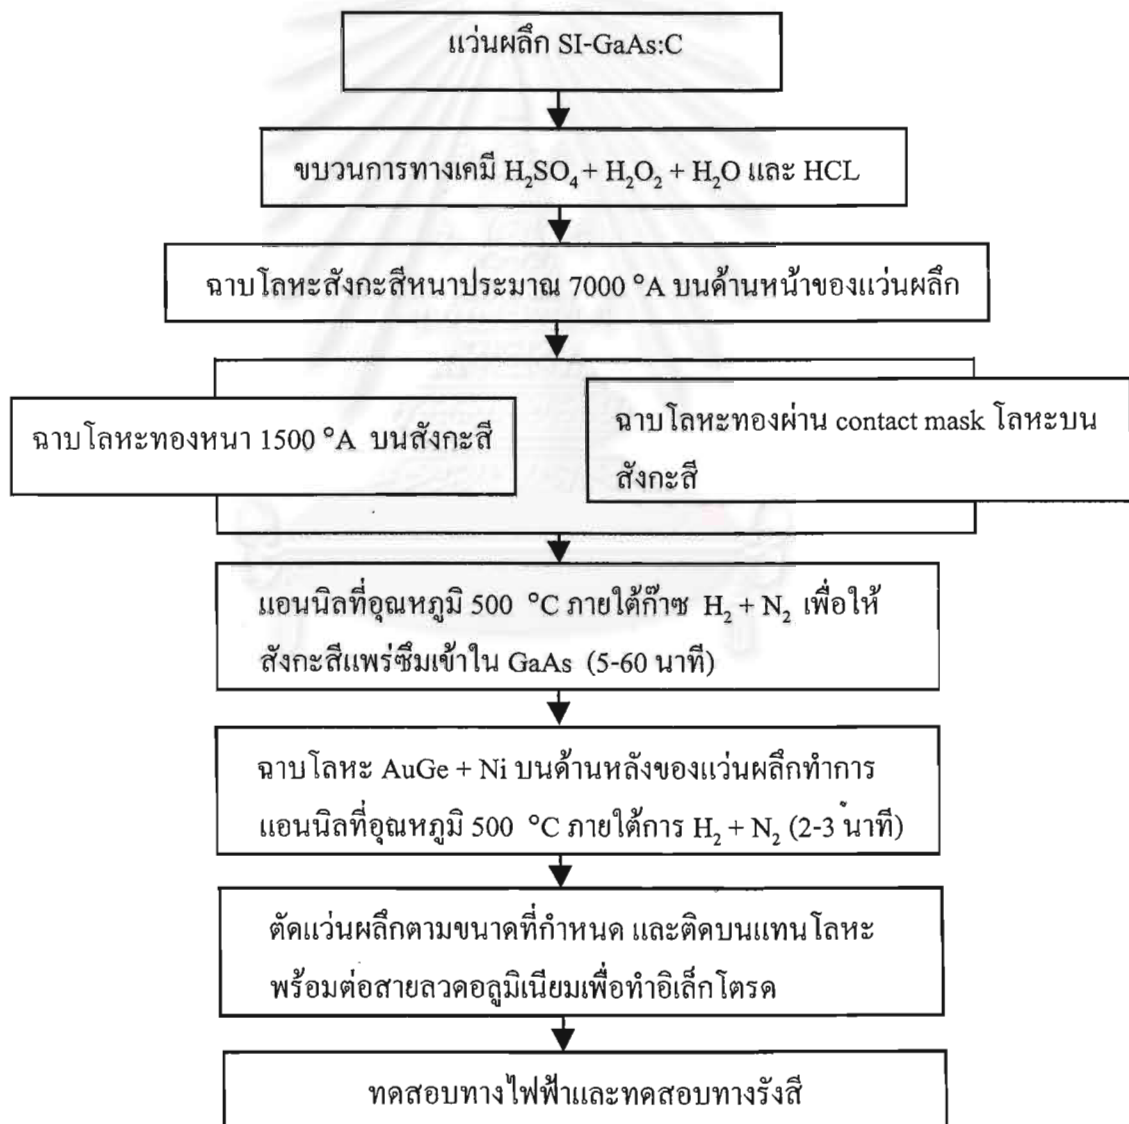 แว่นผลึก SI-GaAs:C
ขบวนการทางเคมี H₂SO₄ + H₂O₂ + H₂O และ HCL
ฉาบโลหะสังกะสีหนาประมาณ 7000 °A บนด้านหน้าของแว่นผลึก
ฉาบโลหะทองหนา 1500 °A บนสังกะสี
ฉาบโลหะทองผ่าน contact mask โลหะบน
สังกะสี
แอนนิลที่อุณหภูมิ 500 °C ภายใต้ก๊าซ H₂ + N₂ เพื่อให้
สังกะสีแพร่ซึมเข้าใน GaAs (5-60 นาที)
ฉาบโลหะ AuGe + Ni บนด้านหลังของแว่นผลึกทำการ
แอนนิลที่อุณหภูมิ 500 °C ภายใต้การ H₂ + N₂ (2-3 นาที)
ตัดแว่นผลึกตามขนาดที่กำหนด และติดบนแทนโลหะ
พร้อมต่อสายลวดอลูมิเนียมเพื่อทำอิเล็กโตรด
ทดสอบทางไฟฟ้าและทดสอบทางรังสี